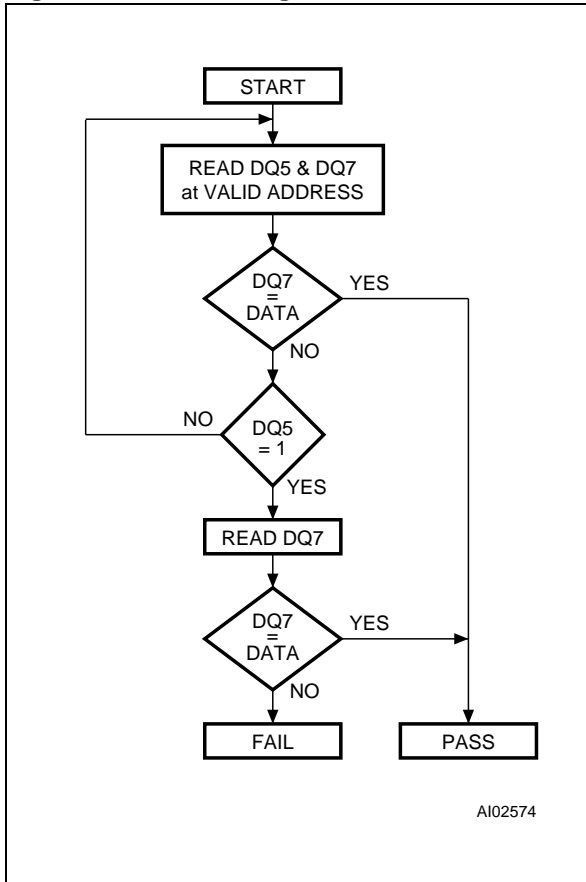 START
READ DQ5 & DQ7
at VALID ADDRESS
DQ7
=
DATA
YES
NO
NO
DQ5
= 1
YES
READ DQ7
DQ7
=
DATA
YES
NO
FAIL
PASS
AI02574